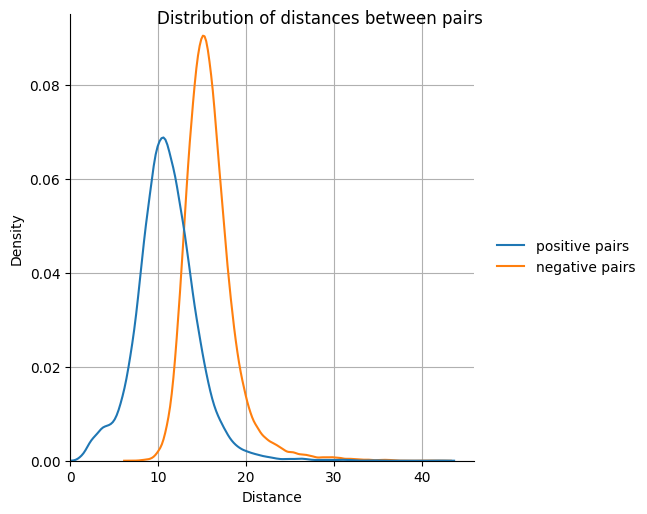 Distribution of distances between pairs
0.08
0.06
0.04
0.02
0.00
Density
0 10 20 30 40
Distance
positive pairs
negative pairs